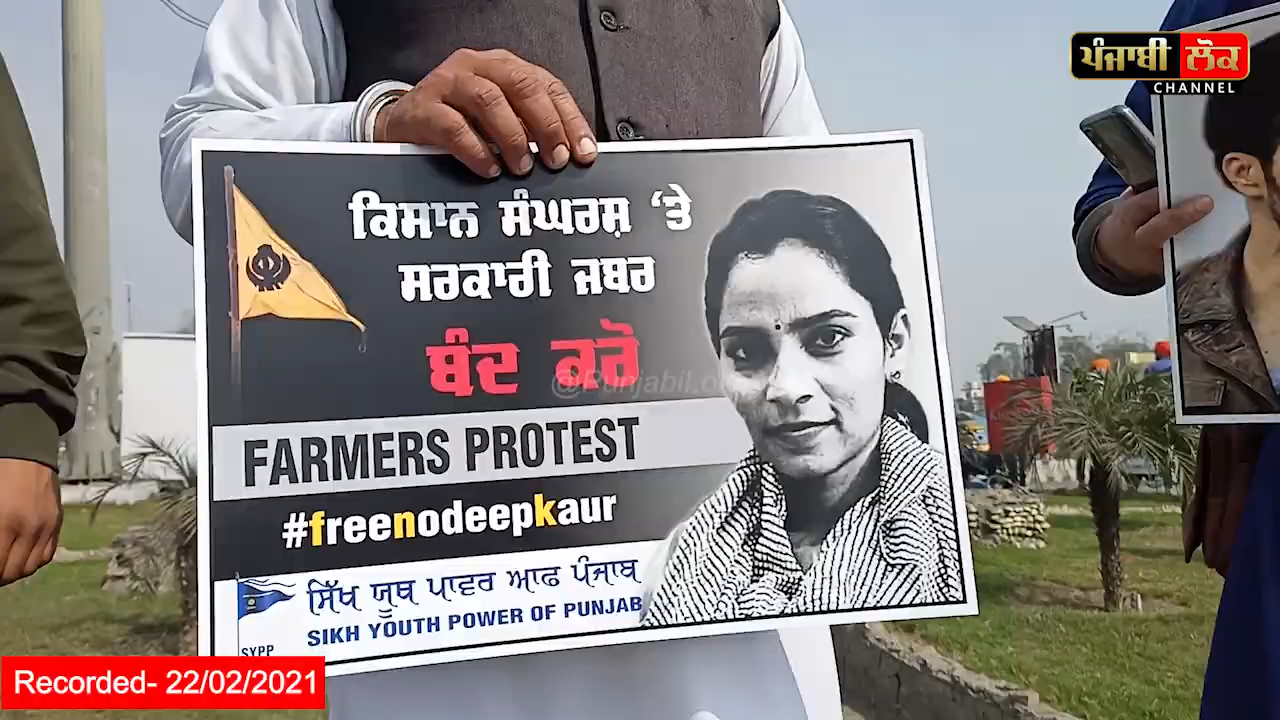 ਪੰਜਾਬੀ ਲੋਕ
CHANNEL
ਕਿਸਾਨ ਸੰਘਰਸ਼ ‘ਤੇ
ਸਰਕਾਰੀ ਜਬਰ
ਬੰਦ ਕਰੋ
FARMERS PROTEST
#freenodeepkaur
ਸਿੱਖ ਯੂਥ ਪਾਵਰ ਆਫ ਪੰਜਾਬ
SIKH YOUTH POWER OF PUNJAB
SYPP
Recorded- 22/02/2021